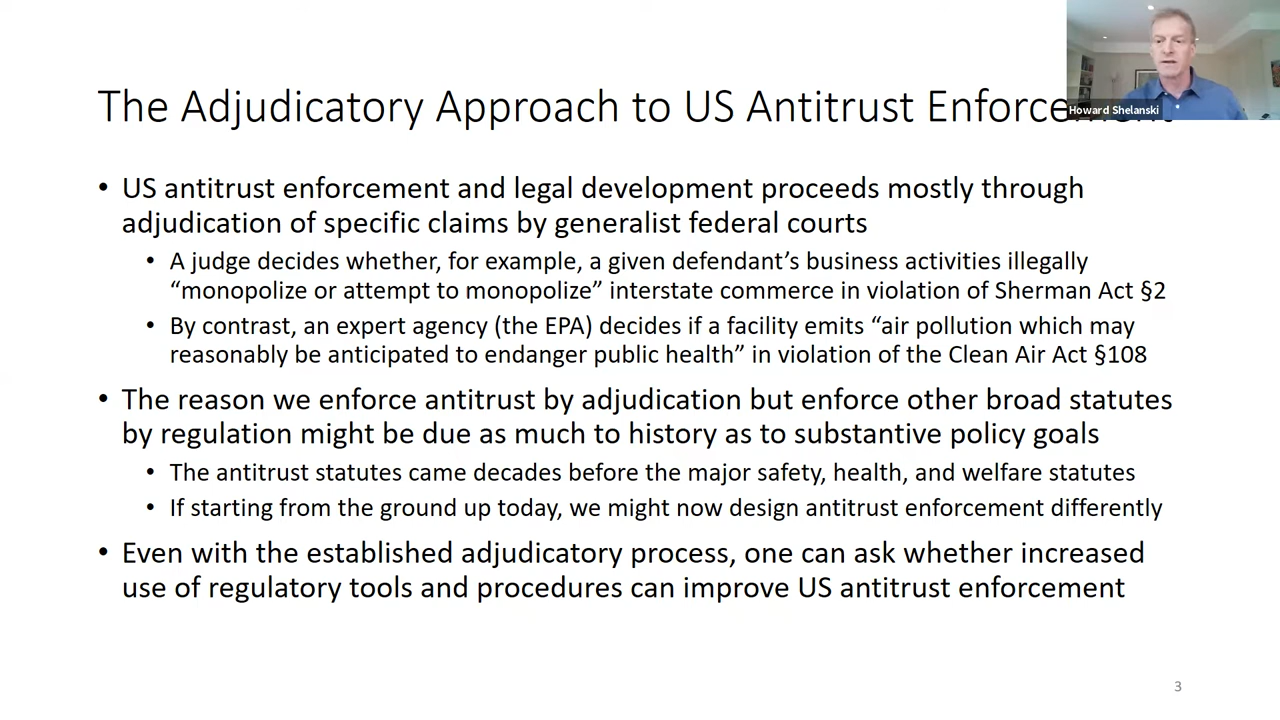 The Adjudicatory Approach to US Antitrust Enforcement
Howard Shelanski
• US antitrust enforcement and legal development proceeds mostly through
adjudication of specific claims by generalist federal courts
• A judge decides whether, for example, a given defendant’s business activities illegally
“monopolize or attempt to monopolize” interstate commerce in violation of Sherman Act §2
• By contrast, an expert agency (the EPA) decides if a facility emits “air pollution which may
reasonably be anticipated to endanger public health” in violation of the Clean Air Act §108
• The reason we enforce antitrust by adjudication but enforce other broad statutes
by regulation might be due as much to history as to substantive policy goals
• The antitrust statutes came decades before the major safety, health, and welfare statutes
• If starting from the ground up today, we might now design antitrust enforcement differently
• Even with the established adjudicatory process, one can ask whether increased
use of regulatory tools and procedures can improve US antitrust enforcement
3